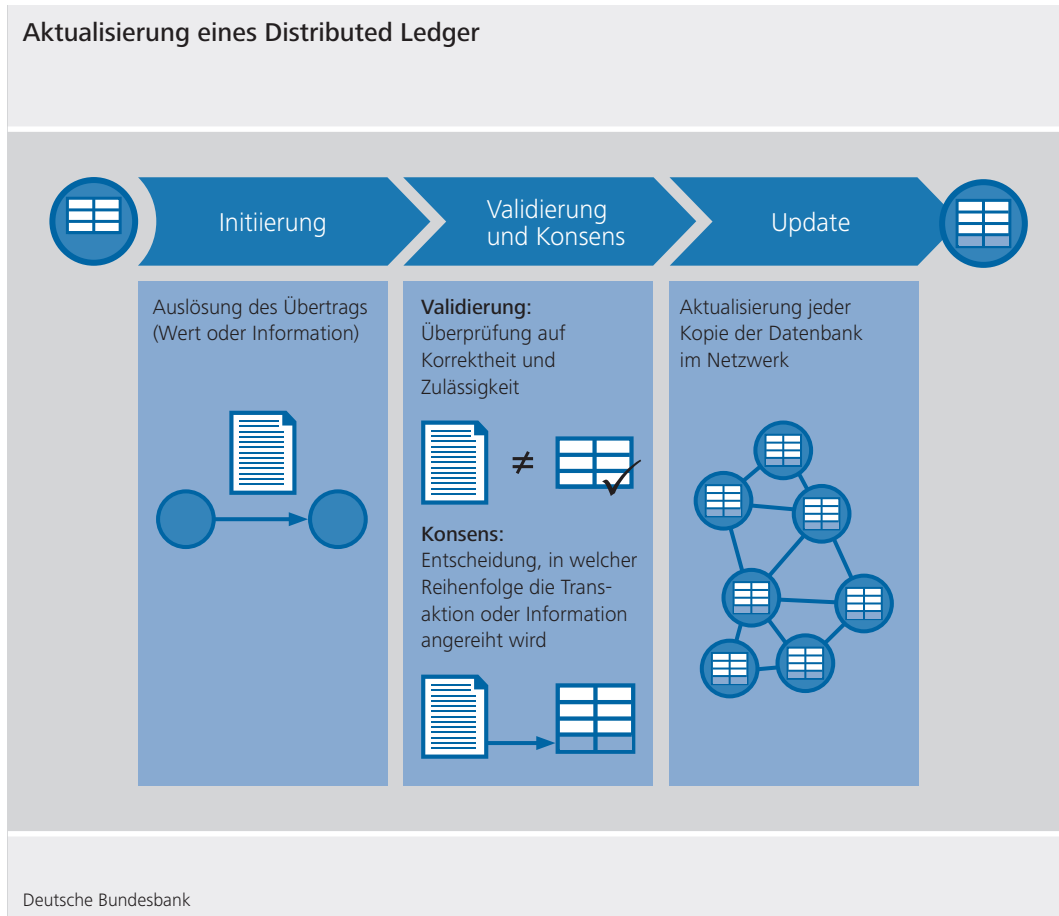 Aktualisierung eines Distributed Ledger
Initiierung
Validierung
und Konsens
Update
Auslösung des Übertrags
(Wert oder Information)
Validierung:
Überprüfung auf
Korrektheit und
Zulässigkeit
≠
Konsens:
Entscheidung, in welcher
Reihenfolge die Trans-
aktion oder Information
angereiht wird
Aktualisierung jeder
Kopie der Datenbank
im Netzwerk
Deutsche Bundesbank